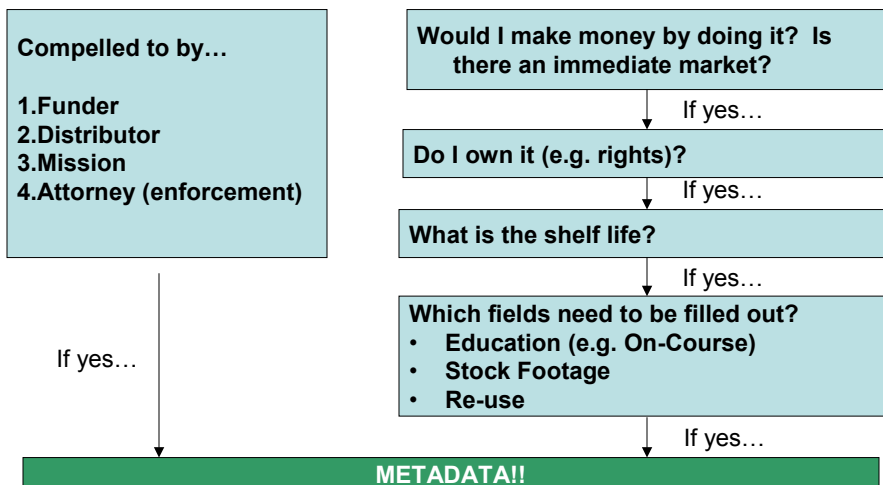 Compelled to by…
1.Funder
2.Distributor
3.Mission
4.Attorney (enforcement)
If yes…
Would I make money by doing it?  Is
there an immediate market?
If yes…
Do I own it (e.g. rights)?
If yes…
What is the shelf life?
If yes…
Which fields need to be filled out?
• Education (e.g. On-Course)
• Stock Footage
• Re-use
If yes…
METADATA!!